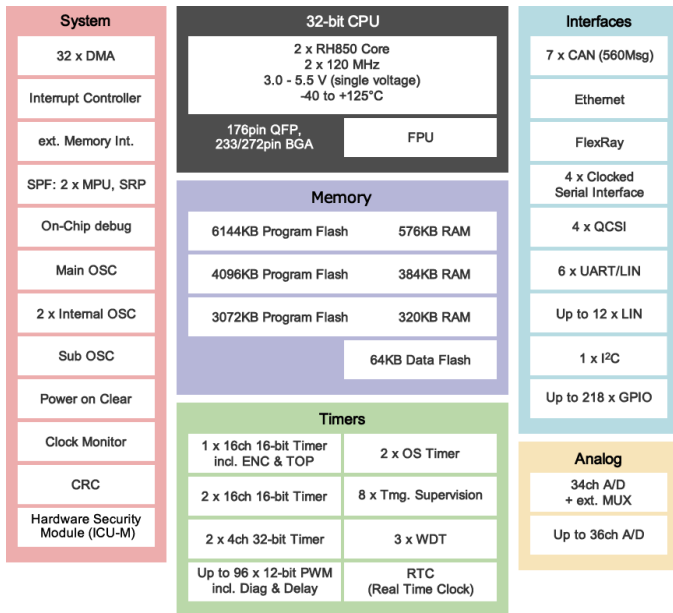 System
32 x DMA
Interrupt Controller
ext. Memory Int.
SPF: 2 x MPU, SRP
On-Chip debug
Main OSC
2 x Internal OSC
Sub OSC
Power on Clear
Clock Monitor
CRC
Hardware Security
Module (ICU-M)
32-bit CPU
2 x RH850 Core
2 x 120 MHz
3.0 - 5.5 V (single voltage)
-40 to +125°C
176pin QFP,
233/272pin BGA
FPU
Memory
6144KB Program Flash 576KB RAM
4096KB Program Flash 384KB RAM
3072KB Program Flash 320KB RAM
64KB Data Flash
Timers
1 x 16ch 16-bit Timer
incl. ENC & TOP
2 x OS Timer
2 x 16ch 16-bit Timer
8 x Tmg. Supervision
2 x 4ch 32-bit Timer
3 x WDT
Up to 96 x 12-bit PWM
incl. Diag & Delay
RTC
(Real Time Clock)
Interfaces
7 x CAN (560Msg)
Ethernet
FlexRay
4 x Clocked
Serial Interface
4 x QCSI
6 x UART/LIN
Up to 12 x LIN
1 x I²C
Up to 218 x GPIO
Analog
34ch A/D
+ ext. MUX
Up to 36ch A/D